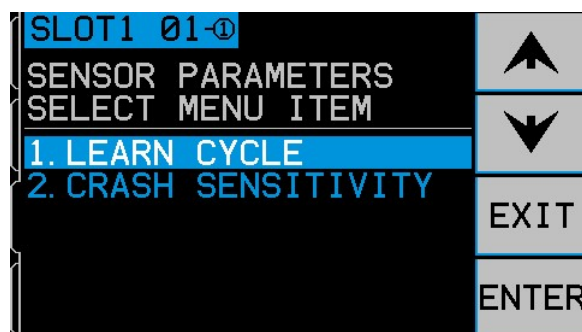 SLOT1 01-①
SENSOR PARAMETERS
SELECT MENU ITEM
1. LEARN CYCLE
2. CRASH SENSITIVITY
EXIT
ENTER